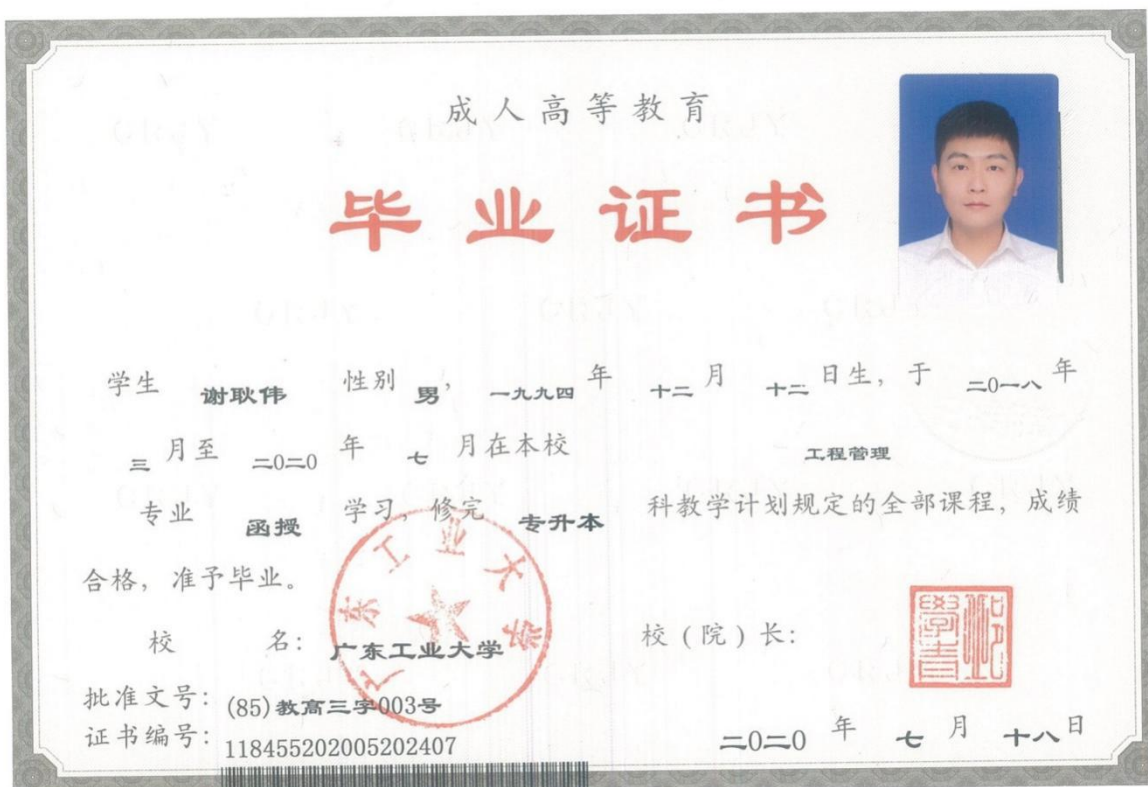 成人高等教育
毕业证书
学生 谢耿伟 性别 男, 一九九四 年 十二 月 十二 日生, 于 二0一八 年
三 月至 二0二0 年 七 月在本校 工程管理
专业 函授 学习, 修完 专升本 科教学计划规定的全部课程, 成绩
合格, 准予毕业。
校 名: 广东工业大学 校(院)长:
广东工业大学
批准文号: (85)教高三字003号
证书编号: 118455202005202407
二0二0 年 七 月 十八日